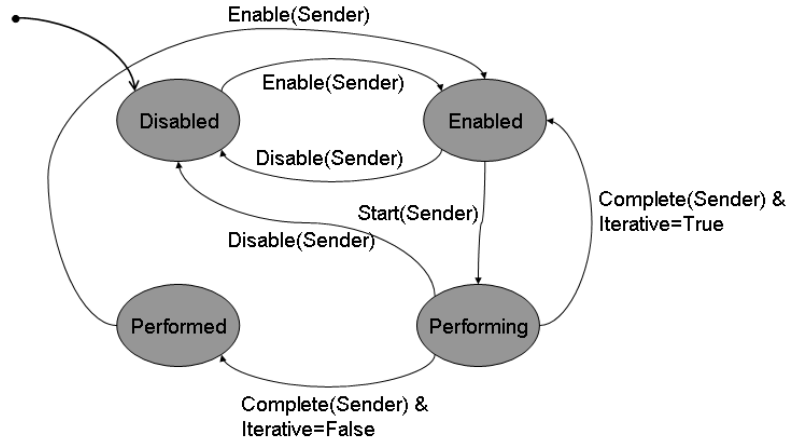 Enable(Sender)
Enable(Sender)
Disabled
Enabled
Disable(Sender)
Complete(Sender) &
Iterative=True
Start(Sender)
Disable(Sender)
Performed
Performing
Complete(Sender) &
Iterative=False